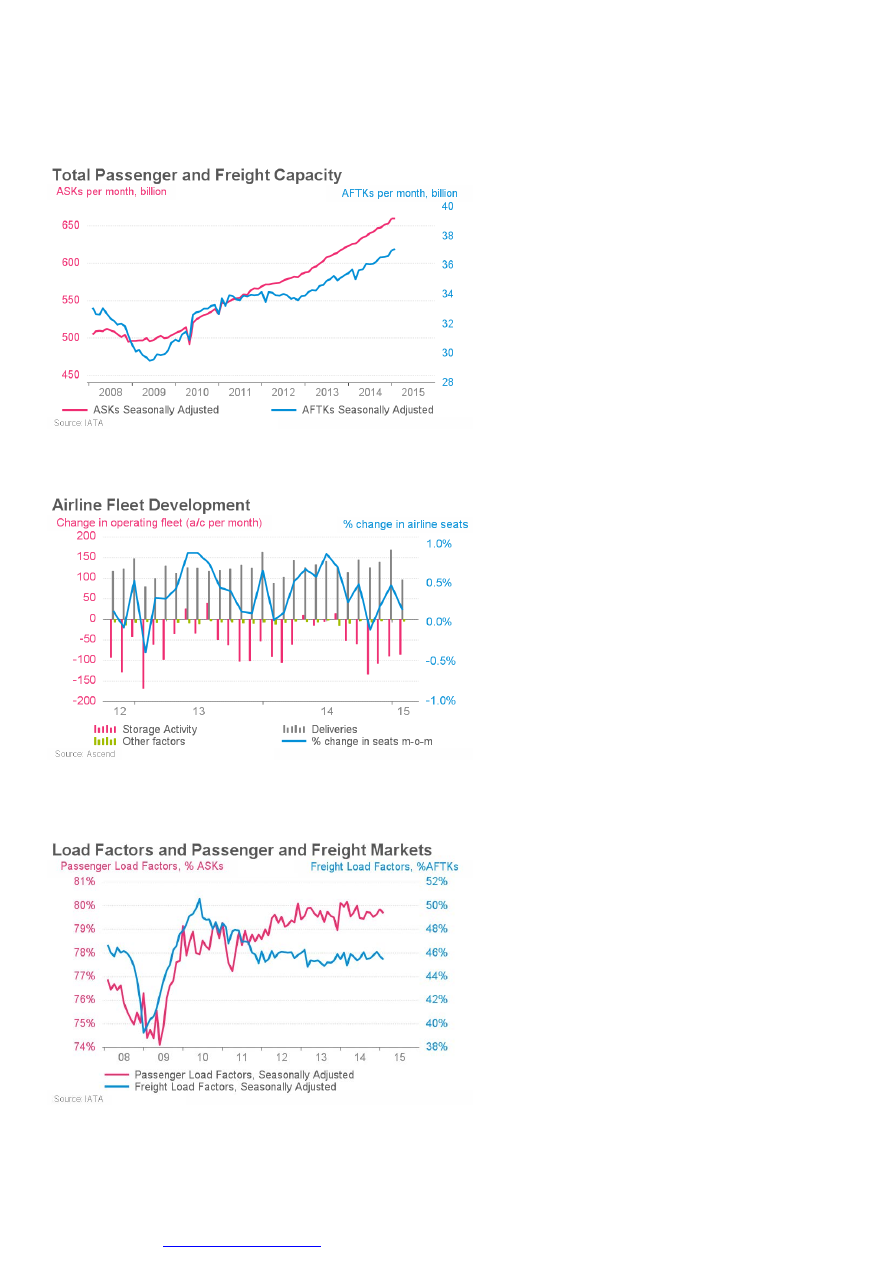 Total Passenger and Freight Capacity
ASKs per month, billion AFTKs per month, billion
40
650 38
600 36
34
550
32
500
30
450
28
2008 2009 2010 2011 2012 2013 2014 2015
ASKs Seasonally Adjusted AFTKs Seasonally Adjusted
Source: IATA
Airline Fleet Development
Change in operating fleet (a/c per month) % change in airline seats
200
1.0%
150
100
0.5%
50
0 0.0%
-50
-0.5%
-100
-150
-200 -1.0%
12 13 14 15
Storage Activity Deliveries
Other factors % change in seats m-o-m
Source: Ascend
Load Factors and Passenger and Freight Markets
Passenger Load Factors, % ASKs Freight Load Factors, %AFTKs
81% 52%
80% 50%
79% 48%
78% 46%
77% 44%
76% 42%
75% 40%
74% 38%
08 09 10 11 12 13 14 15
Passenger Load Factors, Seasonally Adjusted
Freight Load Factors, Seasonally Adjusted
Source: IATA